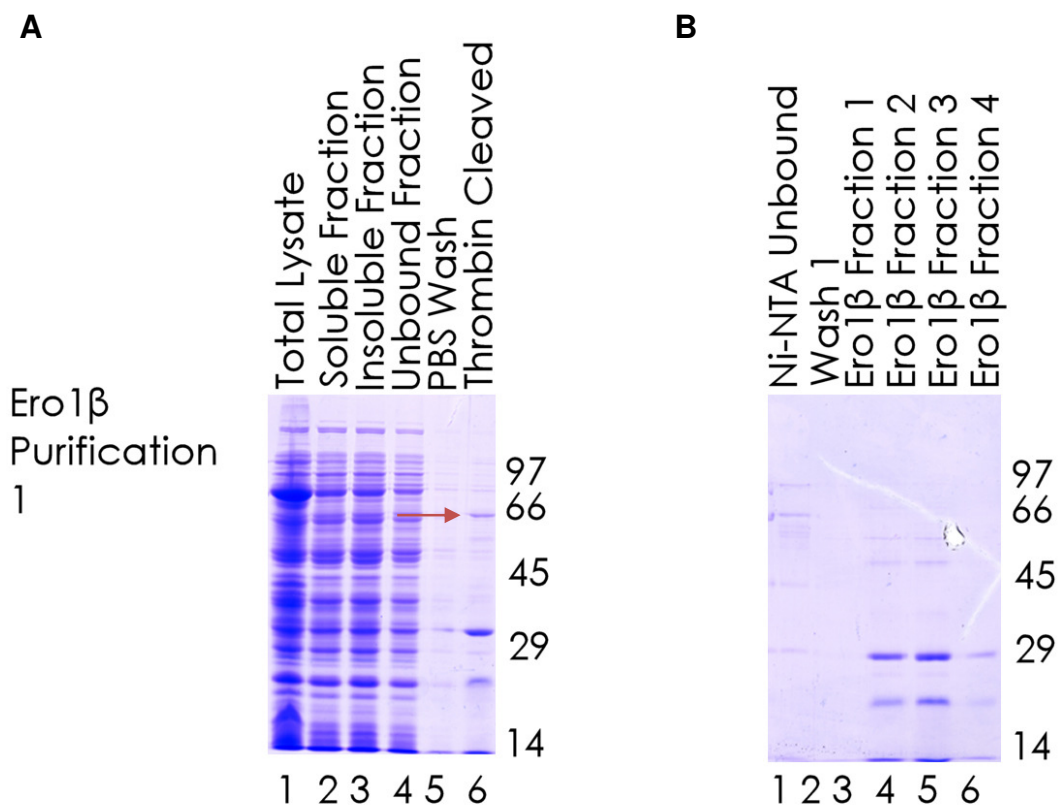 A
B
Total Lysate
Soluble Fraction
Insoluble Fraction
Unbound Fraction
PBS Wash
Thrombin Cleaved
Ni-NTA Unbound
Wash 1
Ero1β Fraction 1
Ero1β Fraction 2
Ero1β Fraction 3
Ero1β Fraction 4
Ero1β
Purification
1
97
66
45
29
14
97
66
45
29
14
1 2 3 4 5 6
1 2 3 4 5 6